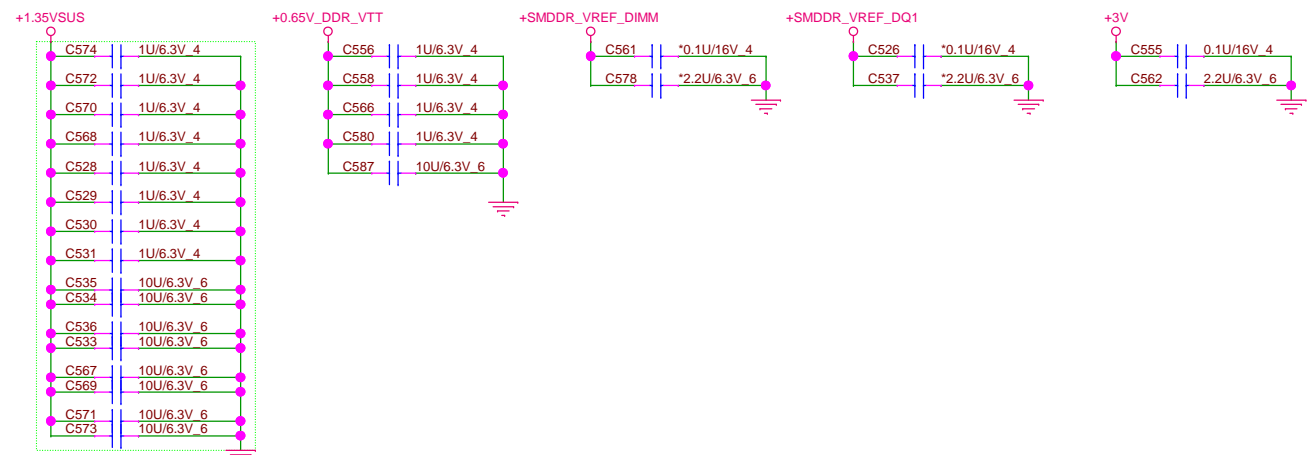 +1.35VSUS
C574 1U/6.3V_4
C572 1U/6.3V_4
C570 1U/6.3V_4
C568 1U/6.3V_4
C528 1U/6.3V_4
C529 1U/6.3V_4
C530 1U/6.3V_4
C531 1U/6.3V_4
C535 10U/6.3V_6
C534 10U/6.3V_6
C536 10U/6.3V_6
C533 10U/6.3V_6
C567 10U/6.3V_6
C569 10U/6.3V_6
C571 10U/6.3V_6
C573 10U/6.3V_6
+0.65V_DDR_VTT
C556 1U/6.3V_4
C558 1U/6.3V_4
C566 1U/6.3V_4
C580 1U/6.3V_4
C587 10U/6.3V_6
+SMDDR_VREF_DIMM
C561 *0.1U/16V_4
C578 *2.2U/6.3V_6
+SMDDR_VREF_DQ1
C526 *0.1U/16V_4
C537 *2.2U/6.3V_6
+3V
C555 0.1U/16V_4
C562 2.2U/6.3V_6